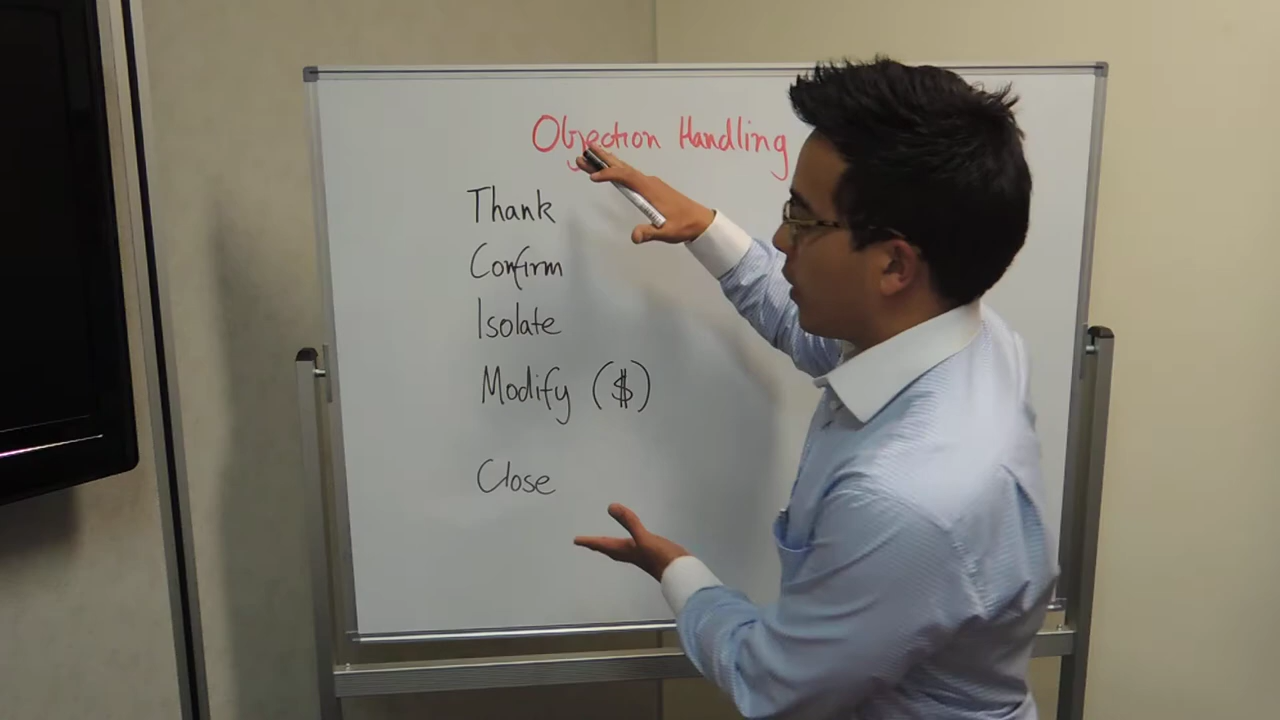 Objection Handling
Thank
Confirm
Isolate
Modify ($)
Close